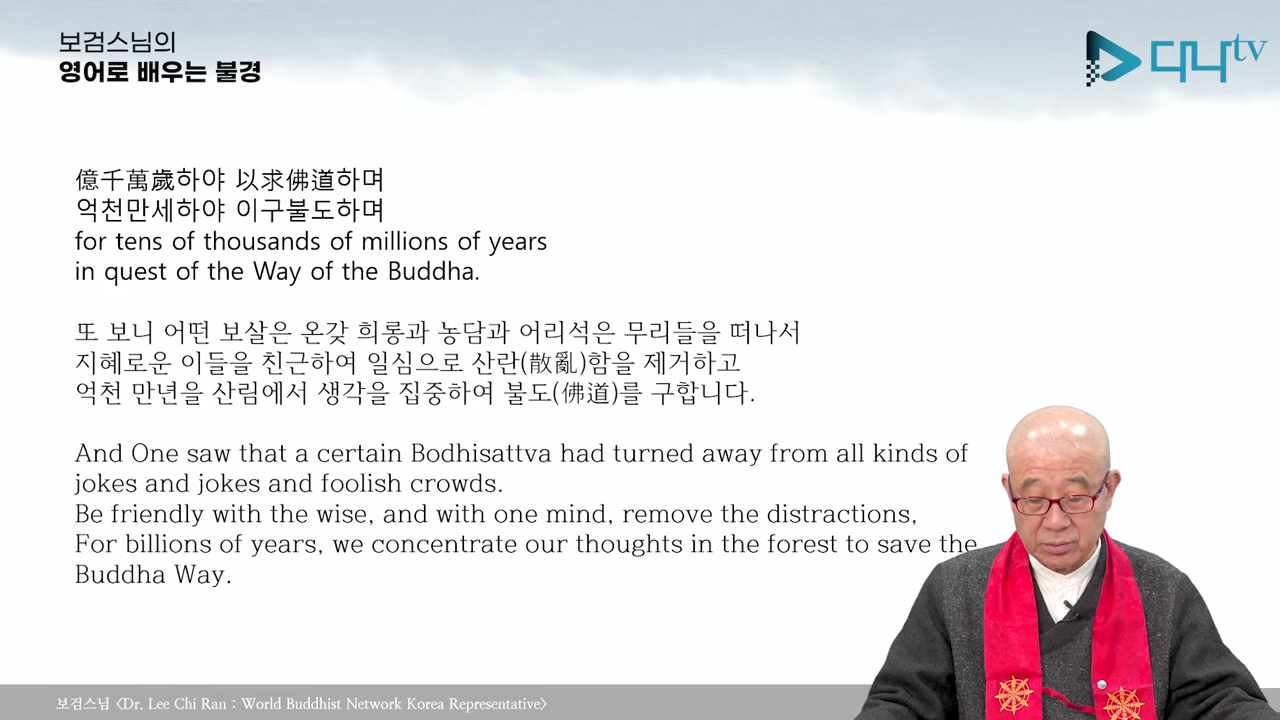 보검스님의
영어로 배우는 불경
다나tv
億千萬歲하야 以求佛道하며
억천만세하야 이구불도하며
for tens of thousands of millions of years
in quest of the Way of the Buddha.
또 보니 어떤 보살은 온갖 희롱과 농담과 어리석은 무리들을 떠나서
지혜로운 이들을 친근하여 일심으로 산란(散亂)함을 제거하고
억천 만년을 산림에서 생각을 집중하여 불도(佛道)를 구합니다.
And One saw that a certain Bodhisattva had turned away from all kinds of
jokes and jokes and foolish crowds.
Be friendly with the wise, and with one mind, remove the distractions,
For billions of years, we concentrate our thoughts in the forest to save the
Buddha Way.
보검스님 <Dr. Lee Chi Ran : World Buddhist Network Korea Representative>